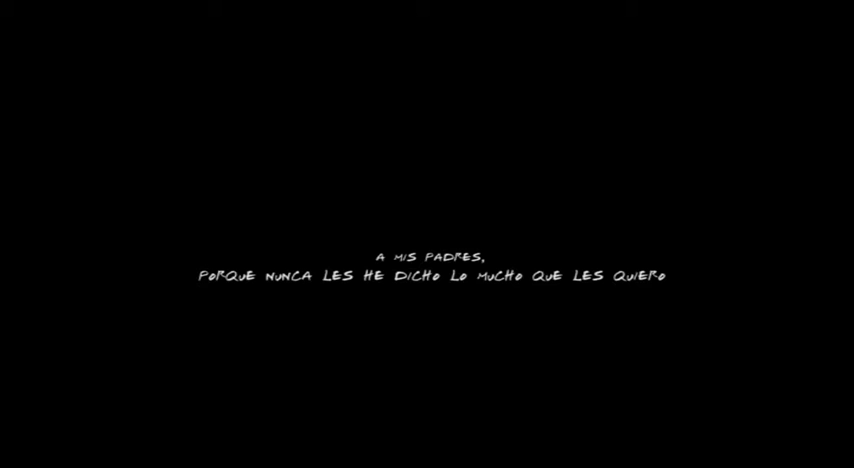 A MIS PADRES,
PORQUE NUNCA LES HE DICHO LO MUCHO QUE LES QUIERO